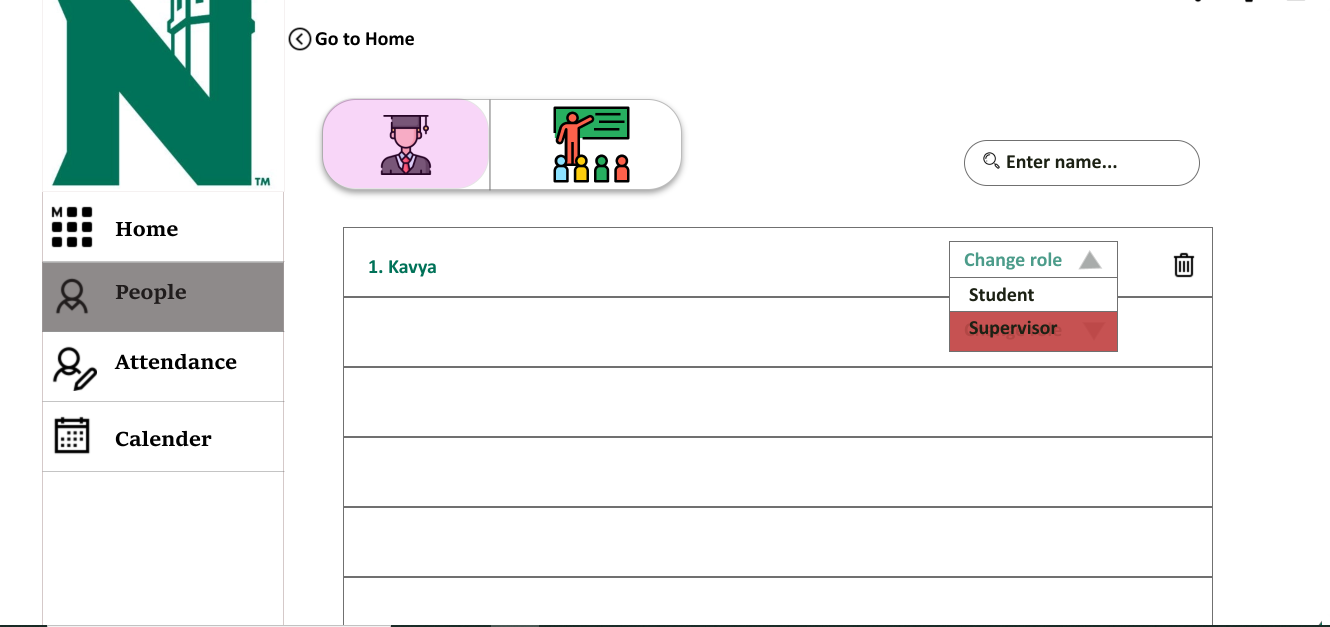 N
TM
Go to Home
Enter name...
M
Home
People
Attendance
Calender
1. Kavya
Change role
Student
Supervisor